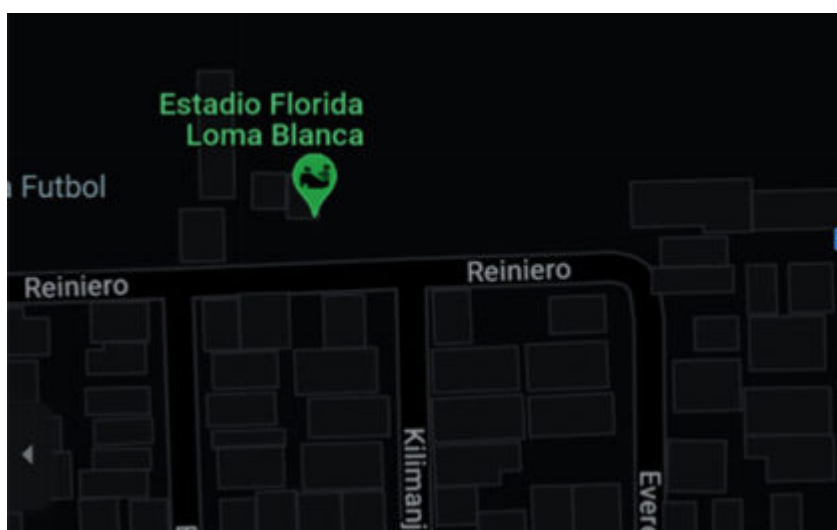 Estadio Florida
Loma Blanca
Futbol
Reiniero
Reiniero
Kilimanj
Ever